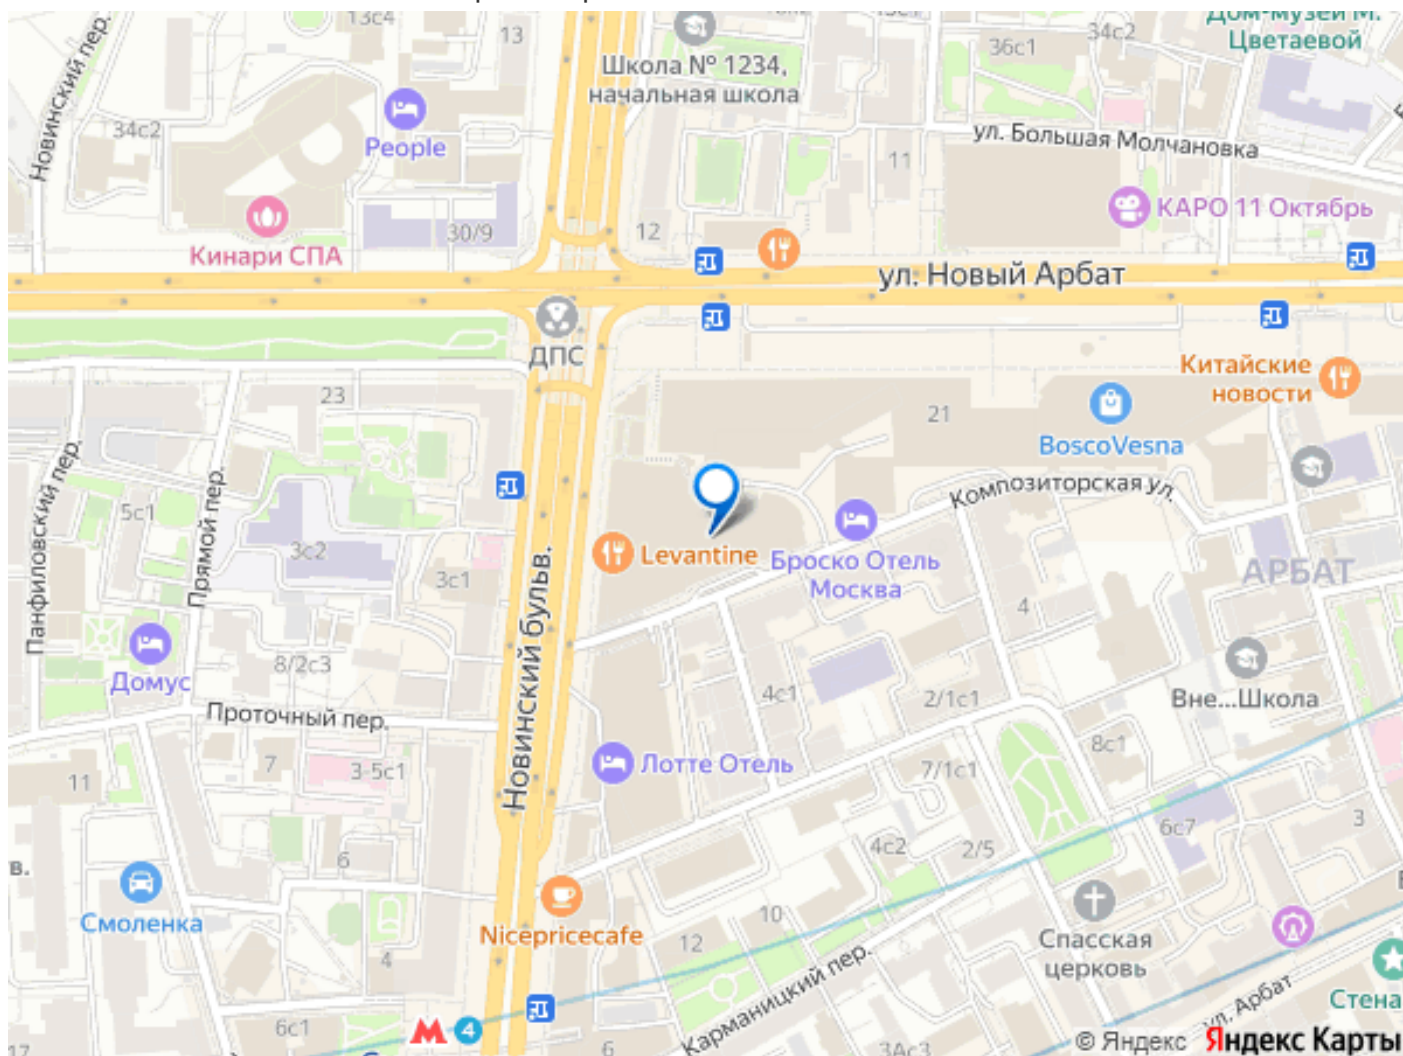 13с4
13
Новинский пер.
34с2
People
Кинари СПА
30/9
Школа № 1234,
начальная школа
12
11
36с1
34с2
Дом-музей М.
Цветаевой
ул. Большая Молчановка
КАРО 11 Октябрь
ул. Новый Арбат
ДПС
Китайские
новости
23
21
BoscoVesna
Композиторская ул.
Панфиловский пер.
Прямой пер.
5с1
3с2
3с1
Levantine
Броско Отель
Москва
АРБАТ
4
Новинский бульв.
Домус
8/2с3
Проточный пер.
4с1
2/1с1
Вне...Школа
11
7
3-5с1
Лотте Отель
7/1с1
8с1
6с7
3
в.
6
4с2
2/5
Смоленка
Nicepricecafe
10
12
Спасская
церковь
4
Карманицкий пер.
ул. Арбат
Стена
6с1
М
4
17
6
3Ас3
© Яндекс Яндекс Карты